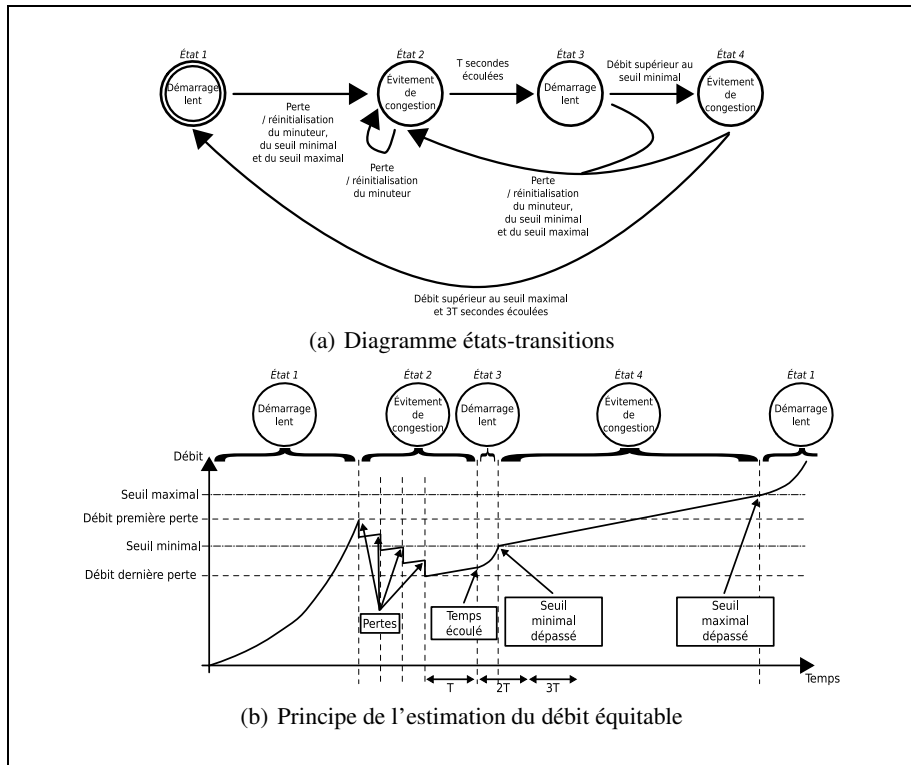 État 1
État 2
État 3
État 4
Démarrage
lent
Évitement
de
congestion
Démarrage
lent
Évitement
de
congestion
T secondes
écoulées
Débit supérieur au
seuil minimal
Perte
/ réinitialisation
du minuteur,
du seuil minimal
et du seuil maximal
Perte
/ réinitialisation
du minuteur
Perte
/ réinitialisation
du minuteur,
du seuil minimal
et du seuil maximal
Débit supérieur au seuil maximal
et 3T secondes écoulées
(a) Diagramme états-transitions
État 1
État 2
État 3
État 4
État 1
Démarrage
lent
Évitement
de
congestion
Démarrage
lent
Évitement
de
congestion
Démarrage
lent
Débit
Seuil maximal
Débit première perte
Seuil minimal
Débit dernière perte
Pertes
Temps
écoulé
Seuil
minimal
dépassé
Seuil
maximal
dépassé
Temps
T
2T
3T
(b) Principe de l'estimation du débit équitable